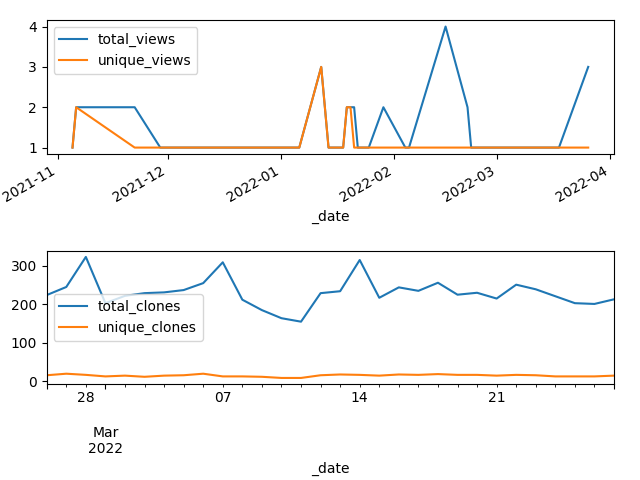 4
3
2
1
total_views
unique_views
2021-11
2021-12
2022-01
2022-02
2022-03
2022-04
_date
300
200
100
0
total_clones
unique_clones
28
07
14
21
Mar
2022
_date